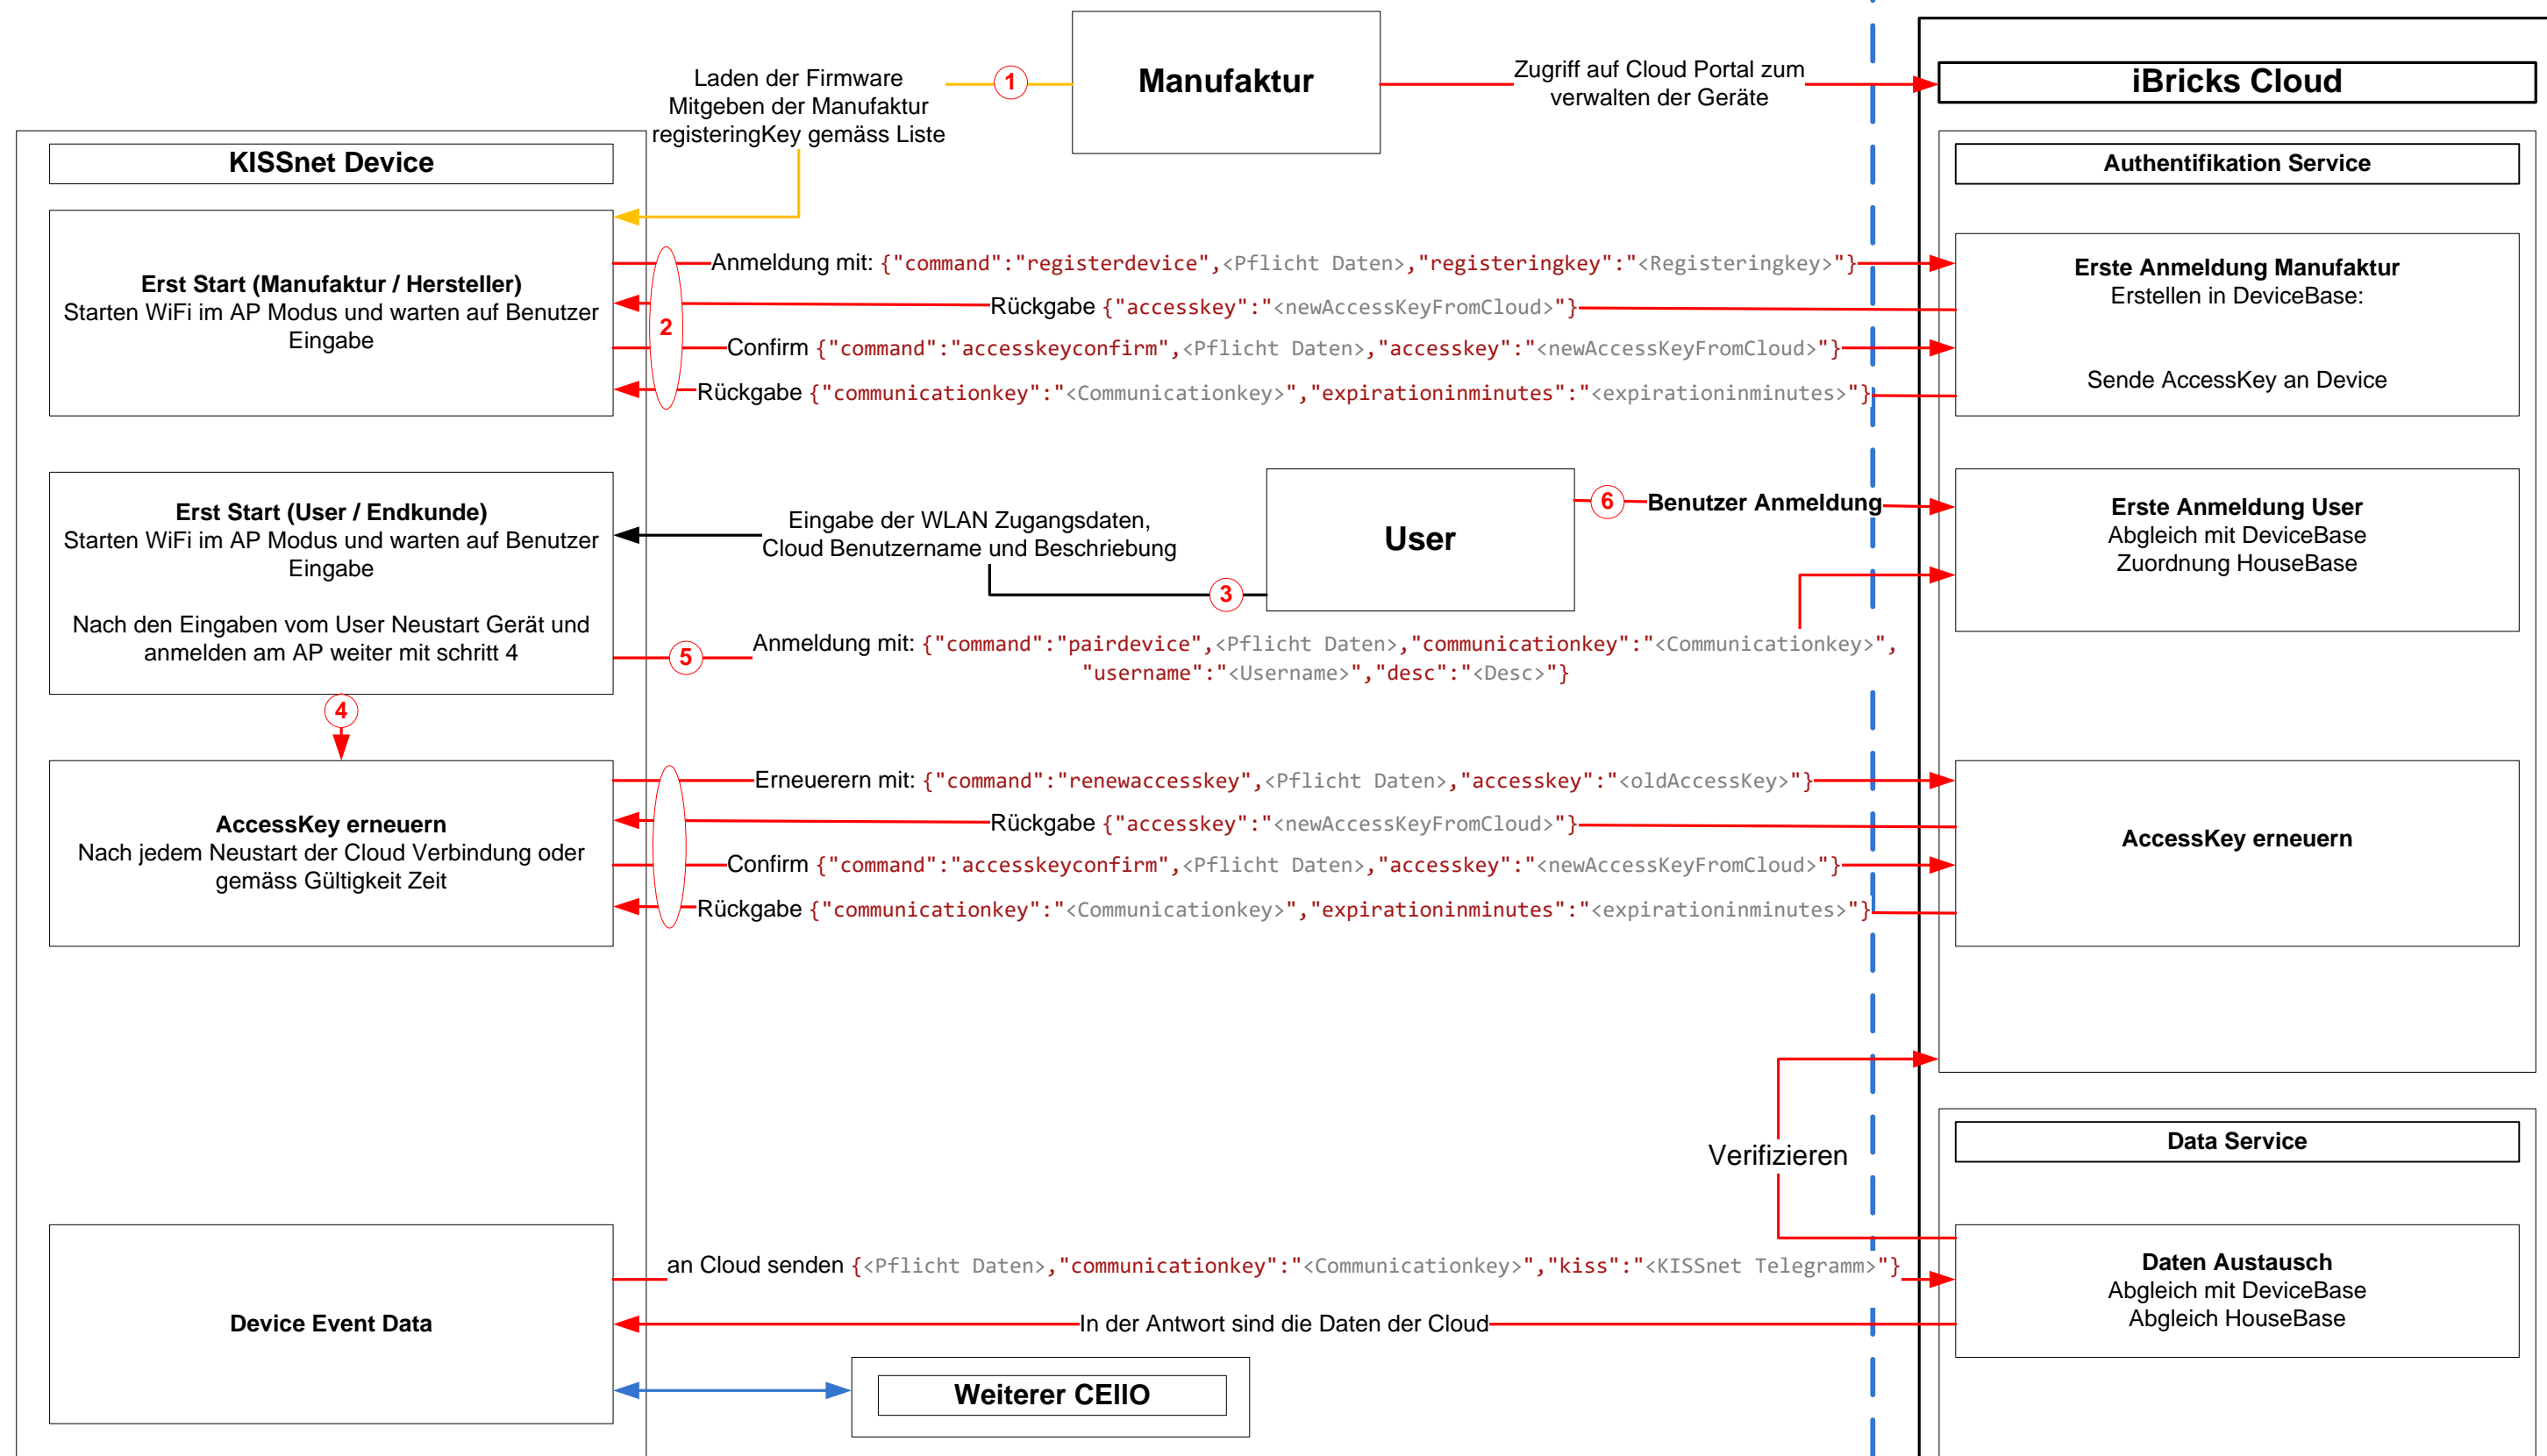 Manufaktur
Laden der Firmware
Mitgeben der Manufaktur
registeringKey gemäss Liste
1
Zugriff auf Cloud Portal zum
verwalten der Geräte
iBricks Cloud
KISSnet Device
Authentifikation Service
Erst Start (Manufaktur / Hersteller)
Starten WiFi im AP Modus und warten auf Benutzer
Eingabe
2
Anmeldung mit: {"command":"registerdevice",<Pflicht Daten>,"registeringkey":"<Registeringkey>"}
Rückgabe {"accesskey":"<newAccessKeyFromCloud>"}
Confirm {"command":"accesskeyconfirm",<Pflicht Daten>,"accesskey":"<newAccessKeyFromCloud>"}
Rückgabe {"communicationkey":"<Communicationkey>","expirationinminutes":"<expirationinminutes>"}
Erste Anmeldung Manufaktur
Erstellen in DeviceBase:
Sende AccessKey an Device
Erst Start (User / Endkunde)
Starten WiFi im AP Modus und warten auf Benutzer
Eingabe
Nach den Eingaben vom User Neustart Gerät und
anmelden am AP weiter mit schritt 4
Eingabe der WLAN Zugangsdaten,
Cloud Benutzername und Beschriebung
3
User
6
Benutzer Anmeldung
Erste Anmeldung User
Abgleich mit DeviceBase
Zuordnung HouseBase
5
Anmeldung mit: {"command":"pairdevice",<Pflicht Daten>,"communicationkey":"<Communicationkey>",
"username":"<Username>","desc":"<Desc>"}
4
AccessKey erneuern
Nach jedem Neustart der Cloud Verbindung oder
gemäss Gültigkeit Zeit
Erneuerern mit: {"command":"renewaccesskey",<Pflicht Daten>,"accesskey":"<oldAccessKey>"}
Rückgabe {"accesskey":"<newAccessKeyFromCloud>"}
Confirm {"command":"accesskeyconfirm",<Pflicht Daten>,"accesskey":"<newAccessKeyFromCloud>"}
Rückgabe {"communicationkey":"<Communicationkey>","expirationinminutes":"<expirationinminutes>"}
AccessKey erneuern
Verifizieren
Data Service
Device Event Data
an Cloud senden {<Pflicht Daten>,"communicationkey":"<Communicationkey>","kiss":"<KISSnet Telegramm>"}
In der Antwort sind die Daten der Cloud
Daten Austausch
Abgleich mit DeviceBase
Abgleich HouseBase
Weiterer CEllO